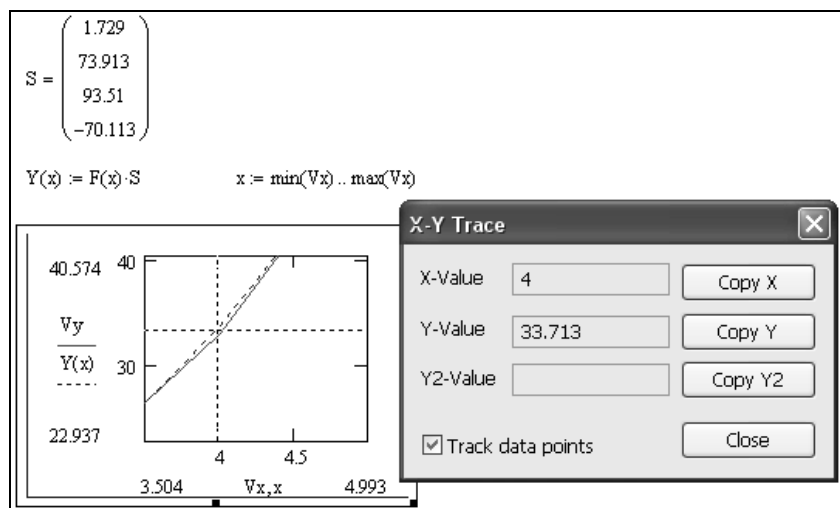 1.729
73.913
S =
93.51
-70.113
Y(x) := F(x)·S x := min(Vx) .. max(Vx)
X-Y Trace
X-Value 4 Copy X
Y-Value 33.713 Copy Y
Y2-Value Copy Y2
Track data points Close
40.574 40
Vy
Y(x) 30
22.937
4 4.5
3.504 Vx,x 4.993